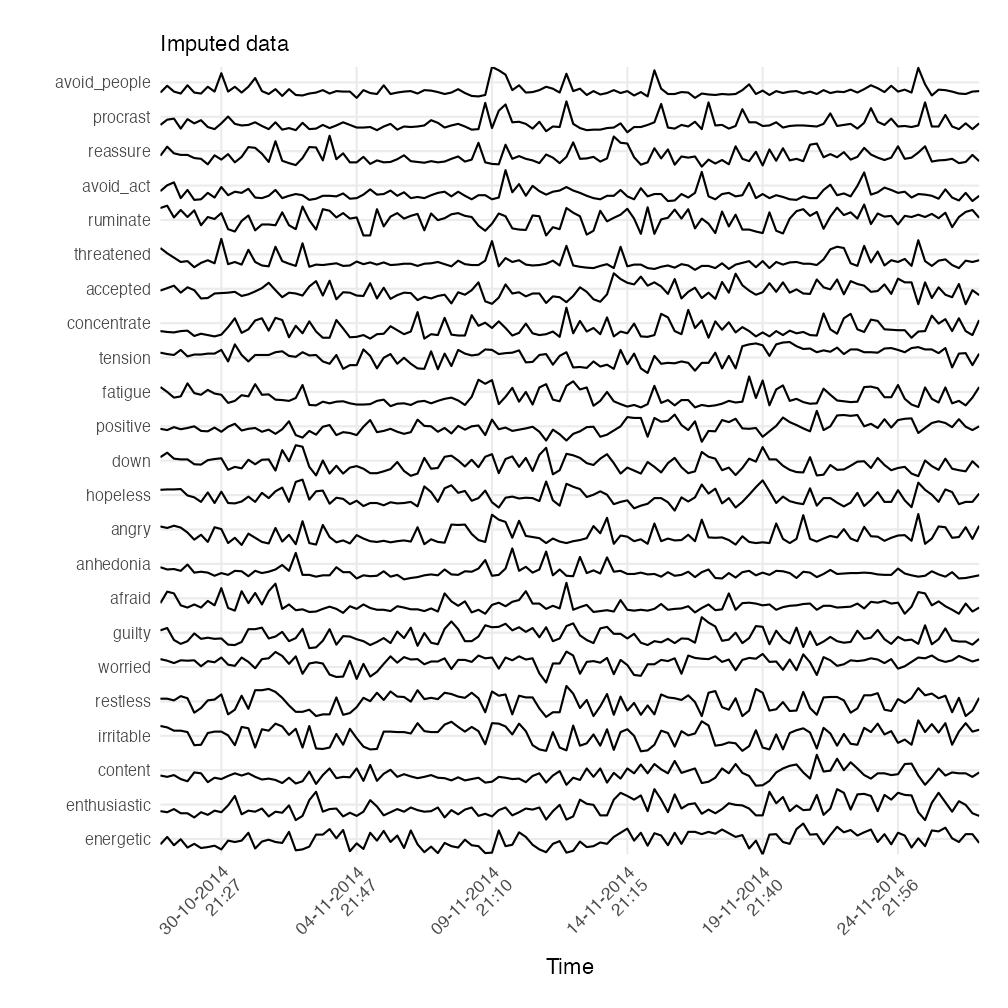 Imputed data
avoid_people
procrast
reassure
avoid_act
ruminate
threatened
accepted
concentrate
tension
fatigue
positive
down
hopeless
angry
anhedonia
afraid
guilty
worried
restless
irritable
content
enthusiastic
energetic
30-10-2014
21:27
04-11-2014
21:47
09-11-2014
21:10
14-11-2014
21:15
19-11-2014
21:40
24-11-2014
21:56
Time